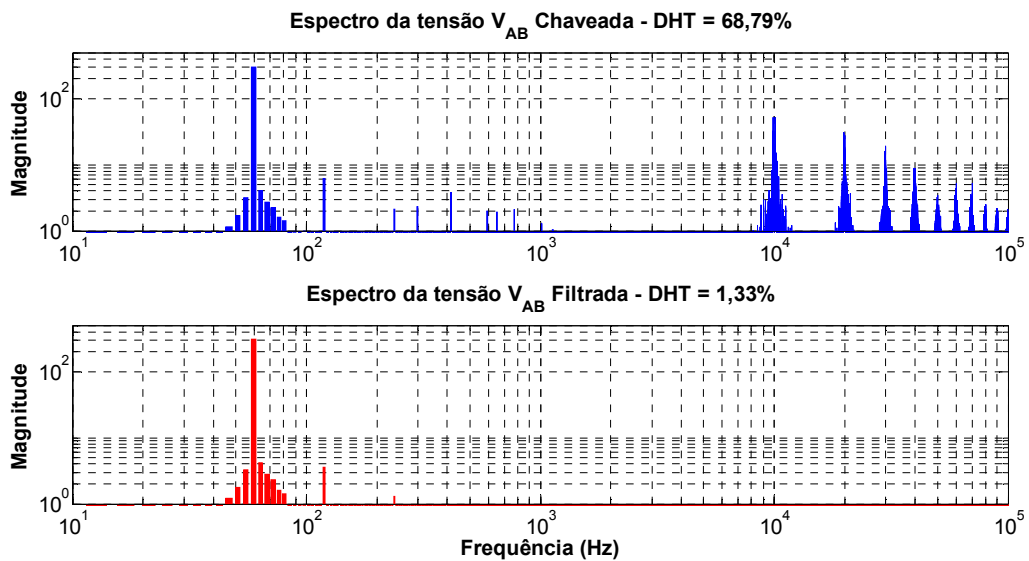 Espectro da tensão V_AB Chaveada - DHT = 68,79%
Magnitude
10^2
10^0
10^1
10^2
10^3
10^4
10^5
Espectro da tensão V_AB Filtrada - DHT = 1,33%
Magnitude
10^2
10^0
10^1
10^2
10^3
10^4
10^5
Frequência (Hz)